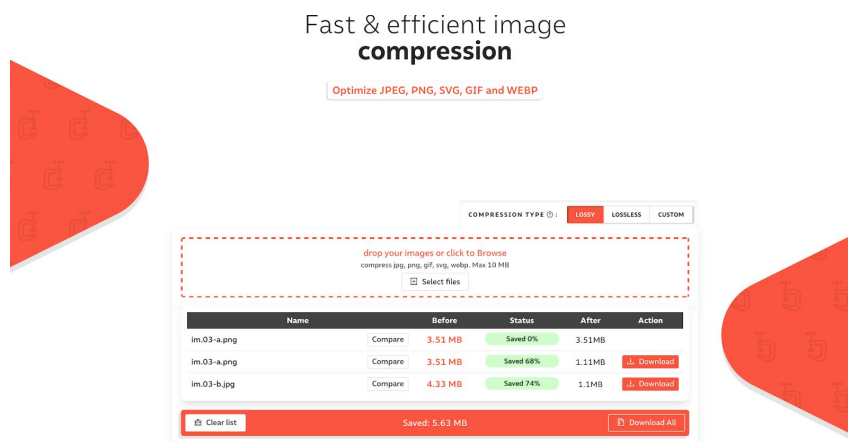 Fast & efficient image
compression
Optimize JPEG, PNG, SVG, GIF and WEBP
COMPRESSION TYPE ? : LOSSY LOSSLESS CUSTOM
drop your images or click to Browse
compress jpg, png, gif, svg, webp. Max 10 MB
Select files
Name Before Status After Action
im.03-a.png Compare 3.51 MB Saved 0% 3.51MB
im.03-a.png Compare 3.51 MB Saved 68% 1.11MB Download
im.03-b.jpg Compare 4.33 MB Saved 74% 1.1MB Download
Clear list Saved: 5.63 MB Download All